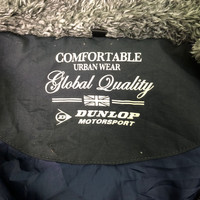 COMFORTABLE
URBAN WEAR
Global Quality
DUNLOP
MOTORSPORT